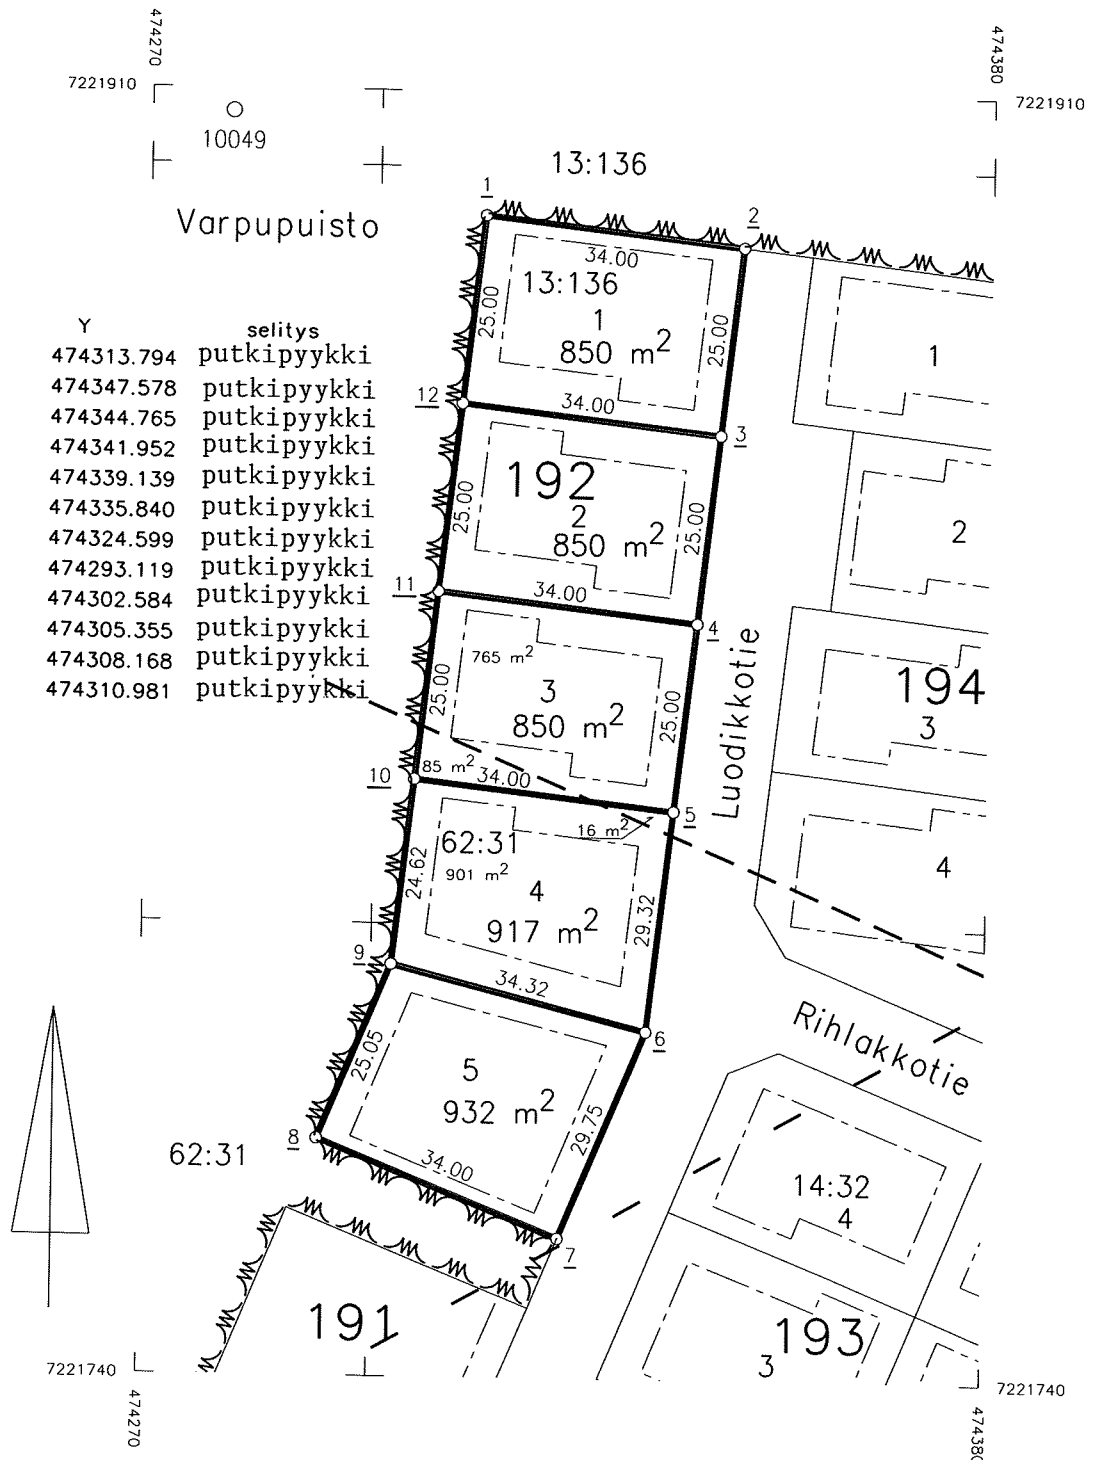 474270
474380
7221910
7221910
10049
13:136
Varpupuisto
1
2
34.00
13:136
1
850 m2
25.00
25.00
1
Y selitys
474313.794 putkipyykki
474347.578 putkipyykki
474344.765 putkipyykki
474341.952 putkipyykki
474339.139 putkipyykki
474335.840 putkipyykki
474324.599 putkipyykki
474293.119 putkipyykki
474302.584 putkipyykki
474305.355 putkipyykki
474308.168 putkipyykki
474310.981 putkipyykki
12
34.00
3
192
2
850 m2
25.00
25.00
2
11
34.00
4
765 m2
3
850 m2
25.00
25.00
Luodikkotie
194
3
10
85 m2
34.00
5
16 m2
62:31
901 m2
4
917 m2
24.62
29.32
4
9
34.32
6
Rihlakkotie
5
932 m2
25.05
29.75
8
34.00
7
62:31
14:32
4
191
193
3
7221740
7221740
474270
474380